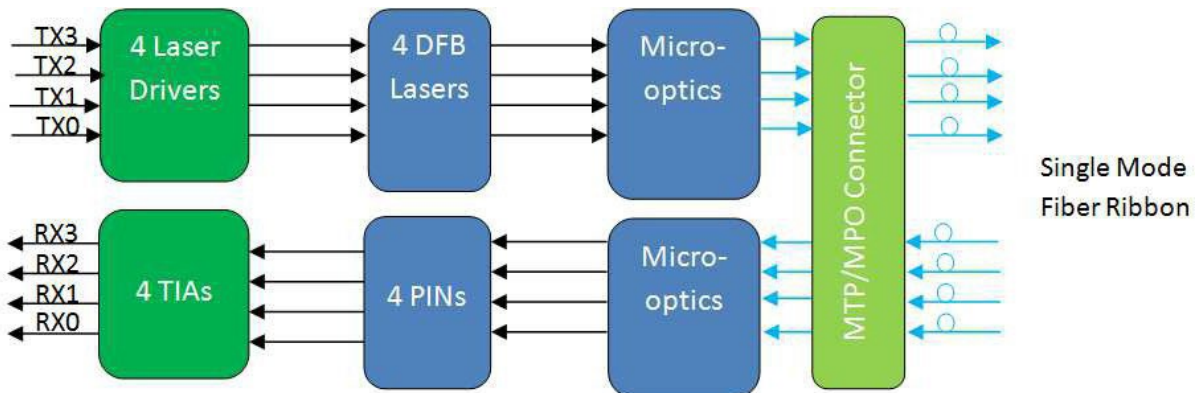 TX3
TX2
TX1
TX0
4 Laser
Drivers
4 DFB
Lasers
Micro-
optics
MTP/MPO Connector
Single Mode
Fiber Ribbon
RX3
RX2
RX1
RX0
4 TIAs
4 PINs
Micro-
optics